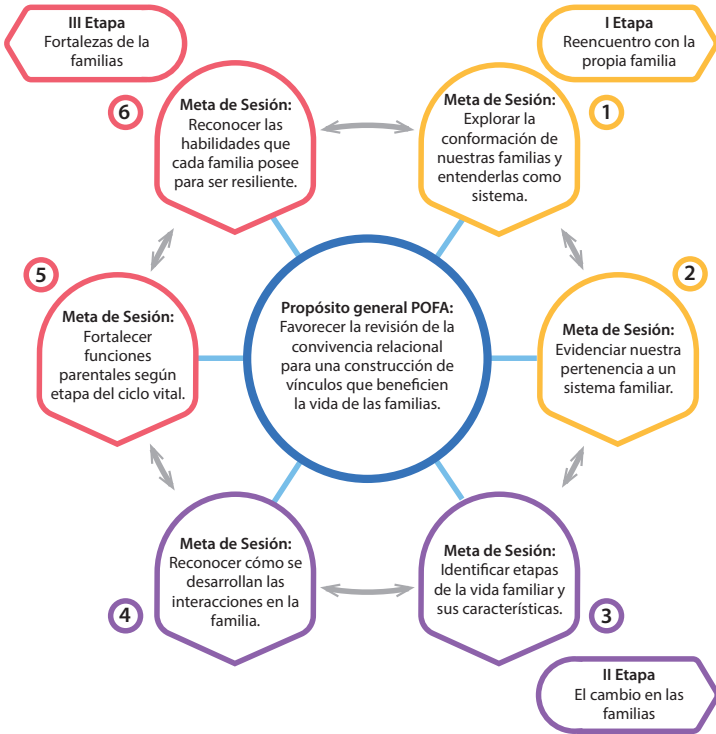 III Etapa
Fortalezas de la
familias
I Etapa
Reencuentro con la
propia familia
6
Meta de Sesión:
Reconocer las
habilidades que
cada familia posee
para ser resiliente.
1
Meta de Sesión:
Explorar la
conformación de
nuestras familias y
entenderlas como
sistema.
5
Meta de Sesión:
Fortalecer
funciones
parentales según
etapa del ciclo vital.
Propósito general POFA:
Favorecer la revisión de la
convivencia relacional
para una construcción de
vínculos que beneficien
la vida de las familias.
2
Meta de Sesión:
Evidenciar nuestra
pertenencia a un
sistema familiar.
4
Meta de Sesión:
Reconocer cómo se
desarrollan las
interacciones en la
familia.
3
Meta de Sesión:
Identificar etapas
de la vida familiar y
sus características.
II Etapa
El cambio en las
familias